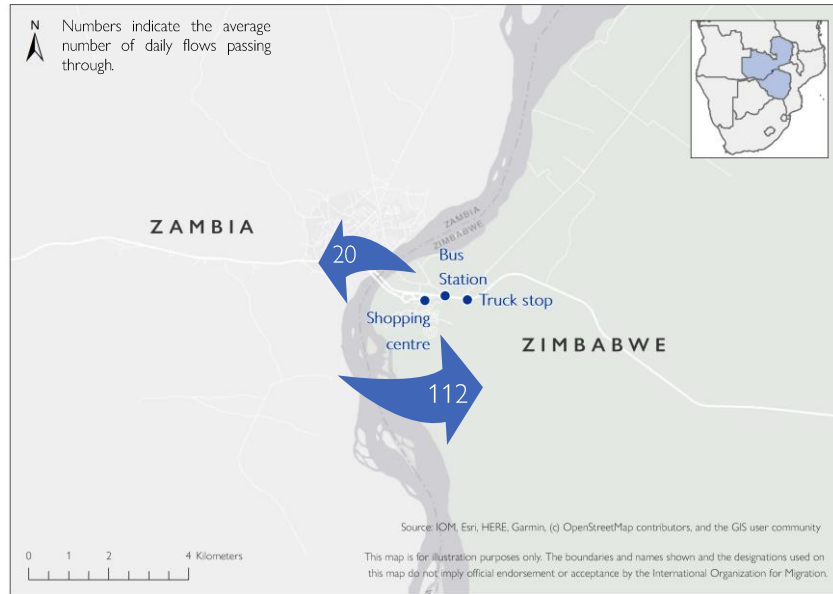 N
Numbers indicate the average
number of daily flows passing
through.
ZAMBIA
ZAMBIA
ZIMBABWE
20
Bus
Station
Truck stop
Shopping
centre
ZIMBABWE
112
Source: IOM, Esri, HERE, Garmin, (c) OpenStreetMap contributors, and the GIS user community
0 1 2 4 Kilometers
This map is for illustration purposes only. The boundaries and names shown and the designations used on
this map do not imply official endorsement or acceptance by the International Organization for Migration.